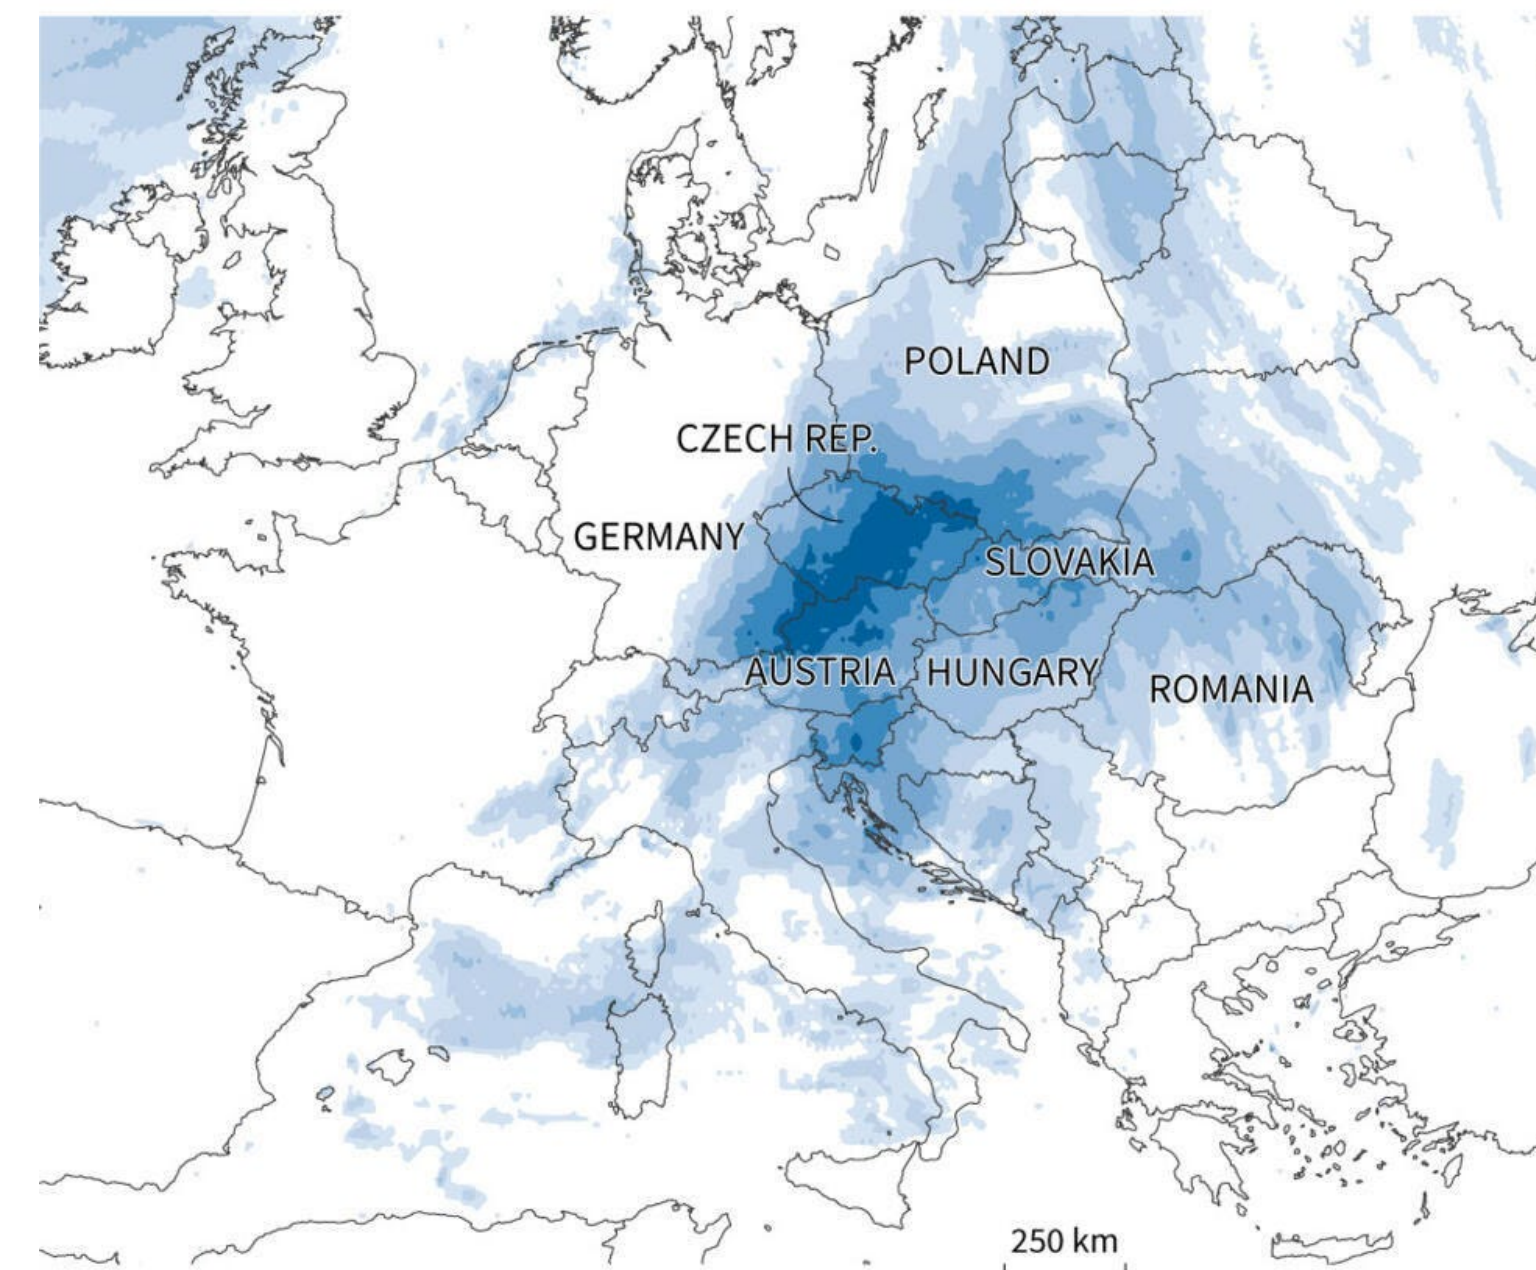 POLAND
CZECH REP.
GERMANY
SLOVAKIA
AUSTRIA
HUNGARY
ROMANIA
250 km